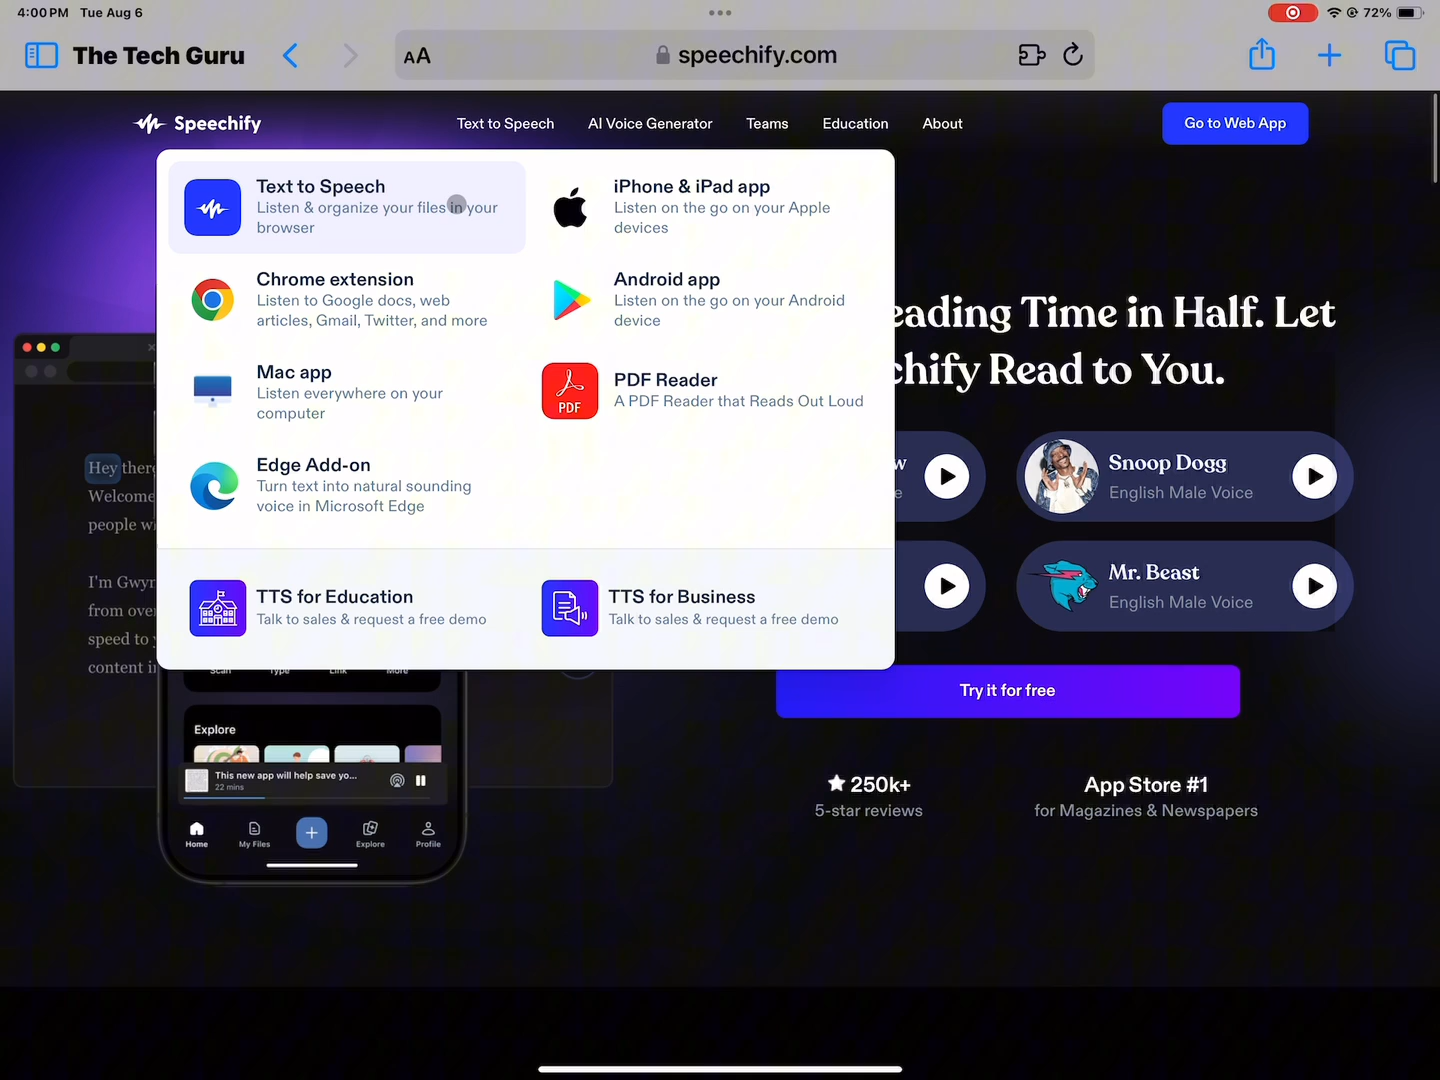 4:00 PM Tue Aug 6
72%
The Tech Guru
AA
speechify.com
Speechify
Text to Speech
AI Voice Generator
Teams
Education
About
Go to Web App
Text to Speech
Listen & organize your files in your
browser
iPhone & iPad app
Listen on the go on your Apple
devices
Chrome extension
Listen to Google docs, web
articles, Gmail, Twitter, and more
Android app
Listen on the go on your Android
device
Mac app
Listen everywhere on your
computer
PDF
PDF Reader
A PDF Reader that Reads Out Loud
Edge Add-on
Turn text into natural sounding
voice in Microsoft Edge
TTS for Education
Talk to sales & request a free demo
TTS for Business
Talk to sales & request a free demo
eading Time in Half. Let
chify Read to You.
w
e
Snoop Dogg
English Male Voice
Mr. Beast
English Male Voice
Try it for free
250k+
5-star reviews
App Store #1
for Magazines & Newspapers
Hey there
Welcome
people w
I'm Gwyn
from over
speed to y
content i
Scan
Type
Link
More
Explore
This new app will help save yo...
22 mins
Home
My Files
Explore
Profile